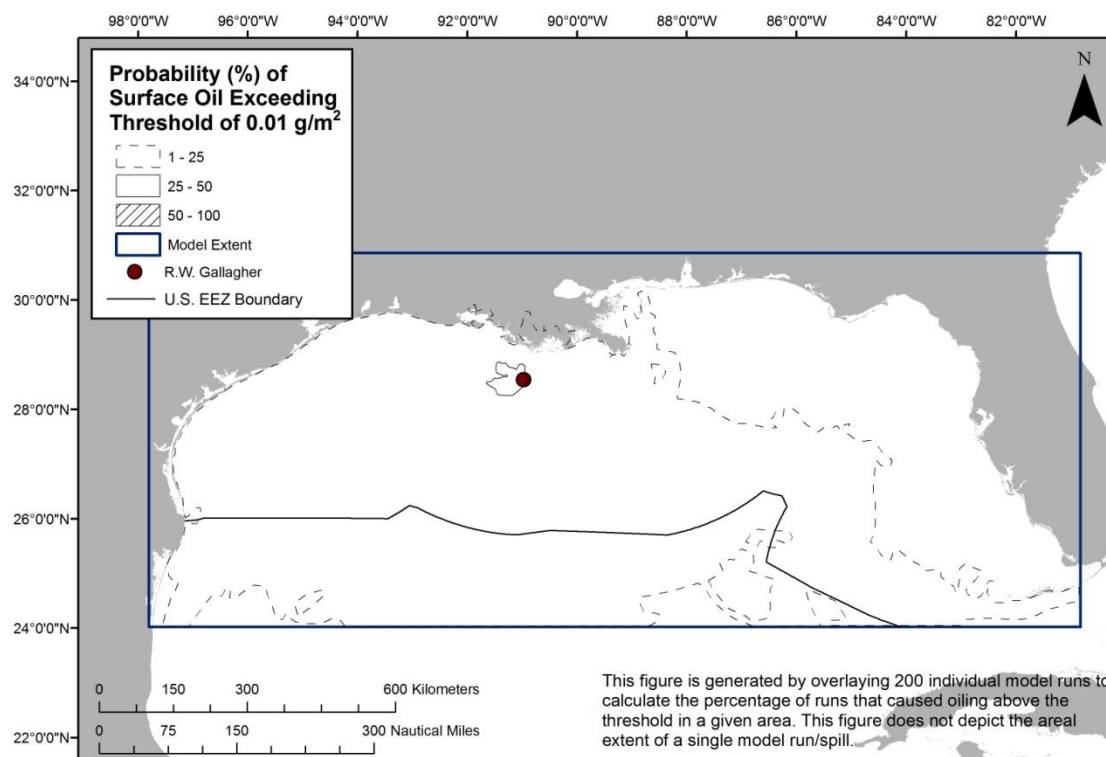 98°0'0"W 96°0'0"W 94°0'0"W 92°0'0"W 90°0'0"W 88°0'0"W 86°0'0"W 84°0'0"W 82°0'0"W
34°0'0"N
32°0'0"N
30°0'0"N
28°0'0"N
26°0'0"N
24°0'0"N
22°0'0"N
Probability (%) of
Surface Oil Exceeding
Threshold of 0.01 g/m²
1 - 25
25 - 50
50 - 100
Model Extent
R.W. Gallagher
U.S. EEZ Boundary
N
0 150 300 600 Kilometers
0 75 150 300 Nautical Miles
This figure is generated by overlaying 200 individual model runs to
calculate the percentage of runs that caused oiling above the
threshold in a given area. This figure does not depict the areal
extent of a single model run/spill.